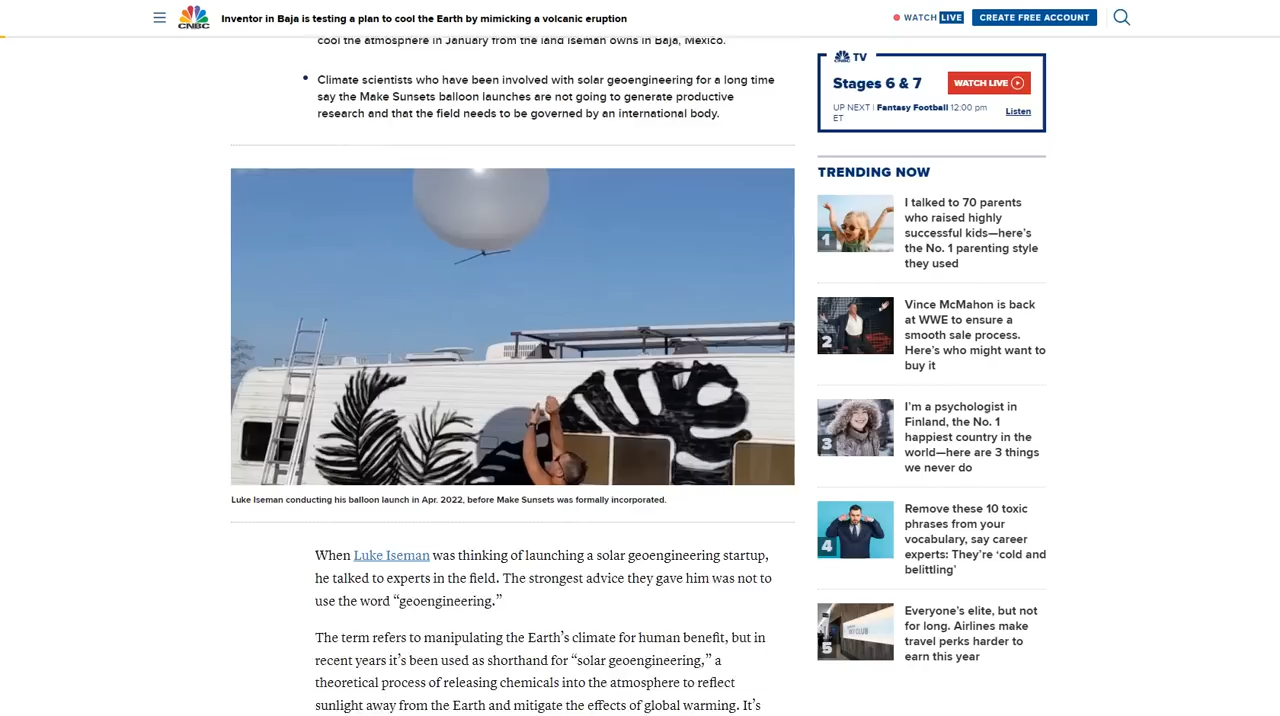 CNBC
Inventor in Baja is testing a plan to cool the Earth by mimicking a volcanic eruption
WATCH LIVE
CREATE FREE ACCOUNT
cool the atmosphere in January from the land Iseman owns in Baja, Mexico.
• Climate scientists who have been involved with solar geoengineering for a long time
say the Make Sunsets balloon launches are not going to generate productive
research and that the field needs to be governed by an international body.
Luke Iseman conducting his balloon launch in Apr. 2022, before Make Sunsets was formally incorporated.
When Luke Iseman was thinking of launching a solar geoengineering startup,
he talked to experts in the field. The strongest advice they gave him was not to
use the word “geoengineering.”
The term refers to manipulating the Earth’s climate for human benefit, but in
recent years it’s been used as shorthand for “solar geoengineering,” a
theoretical process of releasing chemicals into the atmosphere to reflect
sunlight away from the Earth and mitigate the effects of global warming. It’s
TV
Stages 6 & 7
WATCH LIVE
UP NEXT | Fantasy Football 12:00 pm
ET
Listen
TRENDING NOW
1
I talked to 70 parents
who raised highly
successful kids—here’s
the No. 1 parenting style
they used
2
Vince McMahon is back
at WWE to ensure a
smooth sale process.
Here’s who might want to
buy it
3
I’m a psychologist in
Finland, the No. 1
happiest country in the
world—here are 3 things
we never do
4
Remove these 10 toxic
phrases from your
vocabulary, say career
experts: They’re ‘cold and
belittling’
5
Everyone’s elite, but not
for long. Airlines make
travel perks harder to
earn this year